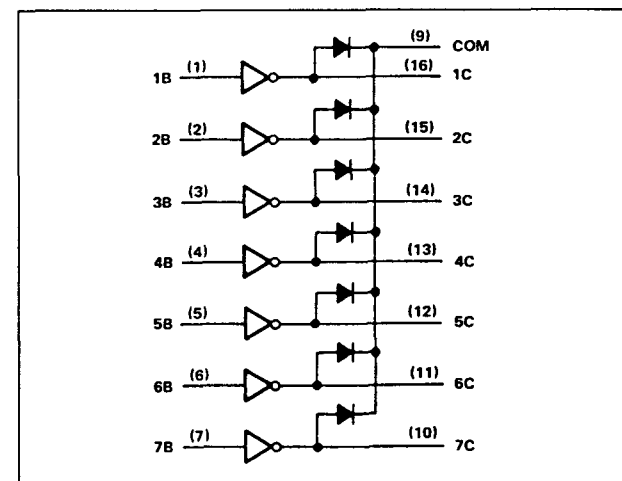 (9) COM
1B (1) (16) 1C
2B (2) (15) 2C
3B (3) (14) 3C
4B (4) (13) 4C
5B (5) (12) 5C
6B (6) (11) 6C
7B (7) (10) 7C